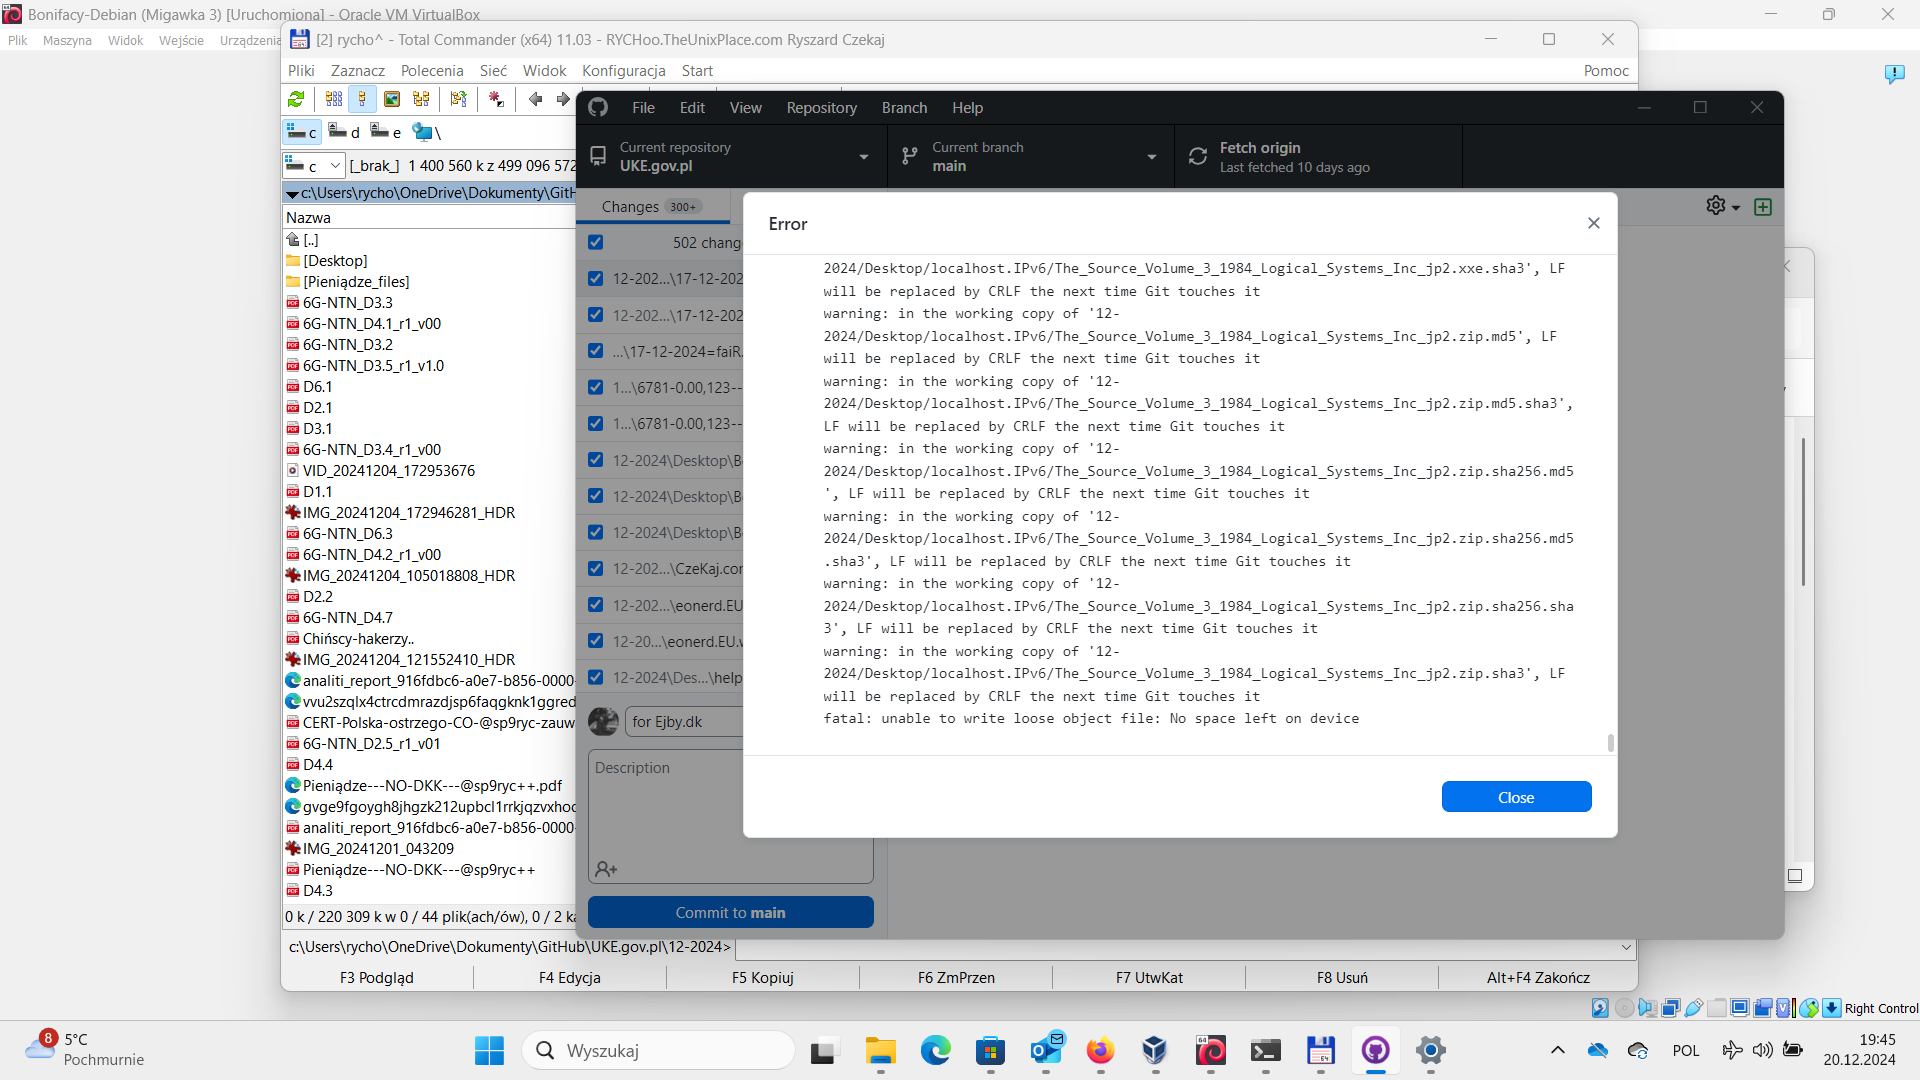 Bonifacy-Debian (Migawka 3) [Uruchomiona] - Oracle VM VirtualBox
Plik Maszyna Widok Wejście Urządzenia
[2] rycho^ - Total Commander (x64) 11.03 - RYCHoo.TheUnixPlace.com Ryszard Czekaj
Pliki Zaznacz Polecenia Sieć Widok Konfiguracja Start Pomoc
c d e \
c [_brak_] 1 400 560 k z 499 096 572
c:\Users\rycho\OneDrive\Dokumenty\GitH
Nazwa
[..]
[Desktop]
[Pieniądze_files]
6G-NTN_D3.3
6G-NTN_D4.1_r1_v00
6G-NTN_D3.2
6G-NTN_D3.5_r1_v1.0
D6.1
D2.1
D3.1
6G-NTN_D3.4_r1_v00
VID_20241204_172953676
D1.1
IMG_20241204_172946281_HDR
6G-NTN_D6.3
6G-NTN_D4.2_r1_v00
IMG_20241204_105018808_HDR
D2.2
6G-NTN_D4.7
Chińscy-hakerzy..
IMG_20241204_121552410_HDR
analiti_report_916fdbc6-a0e7-b856-0000-
vvu2szqlx4ctrcdmrazdjsp6faqgknk1ggred
CERT-Polska-ostrzego-CO-@sp9ryc-zauw
6G-NTN_D2.5_r1_v01
D4.4
Pieniądze---NO-DKK---@sp9ryc++.pdf
gvge9fgoygh8jhgzk212upbcl1rrkjqzvxhoc
analiti_report_916fdbc6-a0e7-b856-0000-
IMG_20241201_043209
Pieniądze---NO-DKK---@sp9ryc++
D4.3
0 k / 220 309 k w 0 / 44 plik(ach/ów), 0 / 2 ka
c:\Users\rycho\OneDrive\Dokumenty\GitHub\UKE.gov.pl\12-2024>
F3 Podgląd F4 Edycja F5 Kopiuj F6 ZmPrzen F7 UtwKat F8 Usuń Alt+F4 Zakończ
File Edit View Repository Branch Help
Current repository
UKE.gov.pl
Current branch
main
Fetch origin
Last fetched 10 days ago
Changes 300+
502 chang
12-202...\17-12-202
12-202...\17-12-202
...\17-12-2024=faiR
1...\6781-0.00,123--
1...\6781-0.00,123--
12-2024\Desktop\B
12-2024\Desktop\B
12-2024\Desktop\B
12-202...\CzeKaj.cor
12-202...\eonerd.EU
12-20...\eonerd.EU.
12-2024\Des...\help
for Ejby.dk
Description
Commit to main
Error
2024/Desktop/localhost.IPv6/The_Source_Volume_3_1984_Logical_Systems_Inc_jp2.xxe.sha3', LF
will be replaced by CRLF the next time Git touches it
warning: in the working copy of '12-
2024/Desktop/localhost.IPv6/The_Source_Volume_3_1984_Logical_Systems_Inc_jp2.zip.md5', LF
will be replaced by CRLF the next time Git touches it
warning: in the working copy of '12-
2024/Desktop/localhost.IPv6/The_Source_Volume_3_1984_Logical_Systems_Inc_jp2.zip.md5.sha3',
LF will be replaced by CRLF the next time Git touches it
warning: in the working copy of '12-
2024/Desktop/localhost.IPv6/The_Source_Volume_3_1984_Logical_Systems_Inc_jp2.zip.sha256.md5
', LF will be replaced by CRLF the next time Git touches it
warning: in the working copy of '12-
2024/Desktop/localhost.IPv6/The_Source_Volume_3_1984_Logical_Systems_Inc_jp2.zip.sha256.md5
.sha3', LF will be replaced by CRLF the next time Git touches it
warning: in the working copy of '12-
2024/Desktop/localhost.IPv6/The_Source_Volume_3_1984_Logical_Systems_Inc_jp2.zip.sha256.sha
3', LF will be replaced by CRLF the next time Git touches it
warning: in the working copy of '12-
2024/Desktop/localhost.IPv6/The_Source_Volume_3_1984_Logical_Systems_Inc_jp2.zip.sha3', LF
will be replaced by CRLF the next time Git touches it
fatal: unable to write loose object file: No space left on device
Close
Right Control
8
5°C
Pochmurnie
Wyszukaj
POL
19:45
20.12.2024